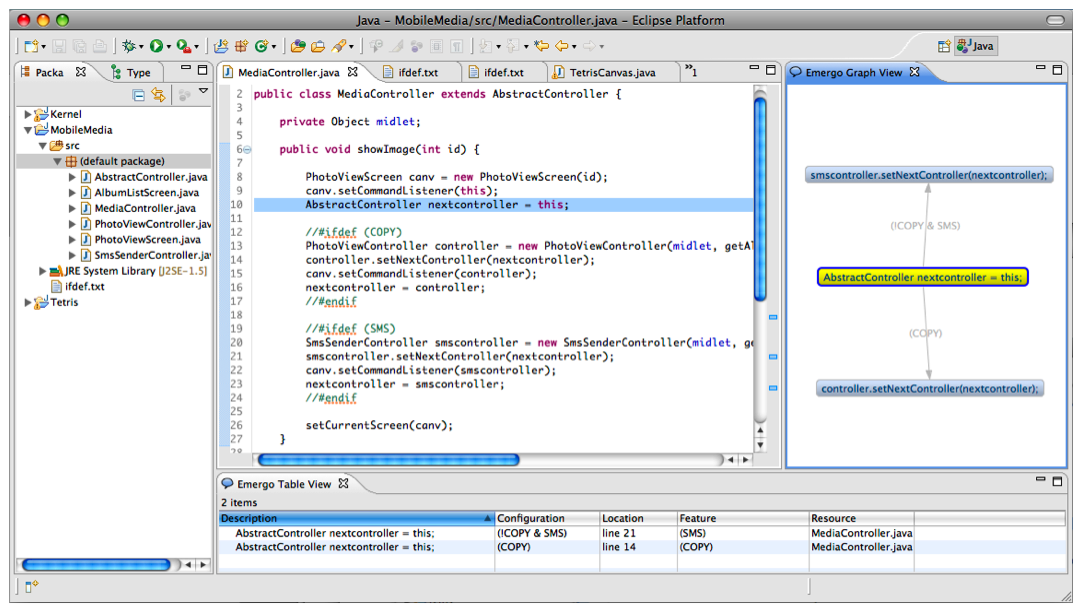 Java - MobileMedia/src/MediaController.java - Eclipse Platform
Java
Packa
Type
Kernel
MobileMedia
src
(default package)
AbstractController.java
AlbumListScreen.java
MediaController.java
PhotoViewController.jav
PhotoViewScreen.java
SmsSenderController.ja
JRE System Library [J2SE-1.5]
ifdef.txt
Tetris
MediaController.java
ifdef.txt
ifdef.txt
TetrisCanvas.java
»1
2 public class MediaController extends AbstractController {
3
4 private Object midlet;
5
6 public void showImage(int id) {
7
8 PhotoViewScreen canv = new PhotoViewScreen(id);
9 canv.setCommandListener(this);
10 AbstractController nextcontroller = this;
11
12 //#ifdef (COPY)
13 PhotoViewController controller = new PhotoViewController(midlet, getAl
14 controller.setNextController(nextcontroller);
15 canv.setCommandListener(controller);
16 nextcontroller = controller;
17 //#endif
18
19 //#ifdef (SMS)
20 SmsSenderController smscontroller = new SmsSenderController(midlet, ge
21 smscontroller.setNextController(nextcontroller);
22 canv.setCommandListener(smscontroller);
23 nextcontroller = smscontroller;
24 //#endif
25
26 setCurrentScreen(canv);
27 }
28
Emergo Graph View
smscontroller.setNextController(nextcontroller);
(!COPY & SMS)
AbstractController nextcontroller = this;
(COPY)
controller.setNextController(nextcontroller);
Emergo Table View
2 items
Description Configuration Location Feature Resource
AbstractController nextcontroller = this; (!COPY & SMS) line 21 (SMS) MediaController.java
AbstractController nextcontroller = this; (COPY) line 14 (COPY) MediaController.java